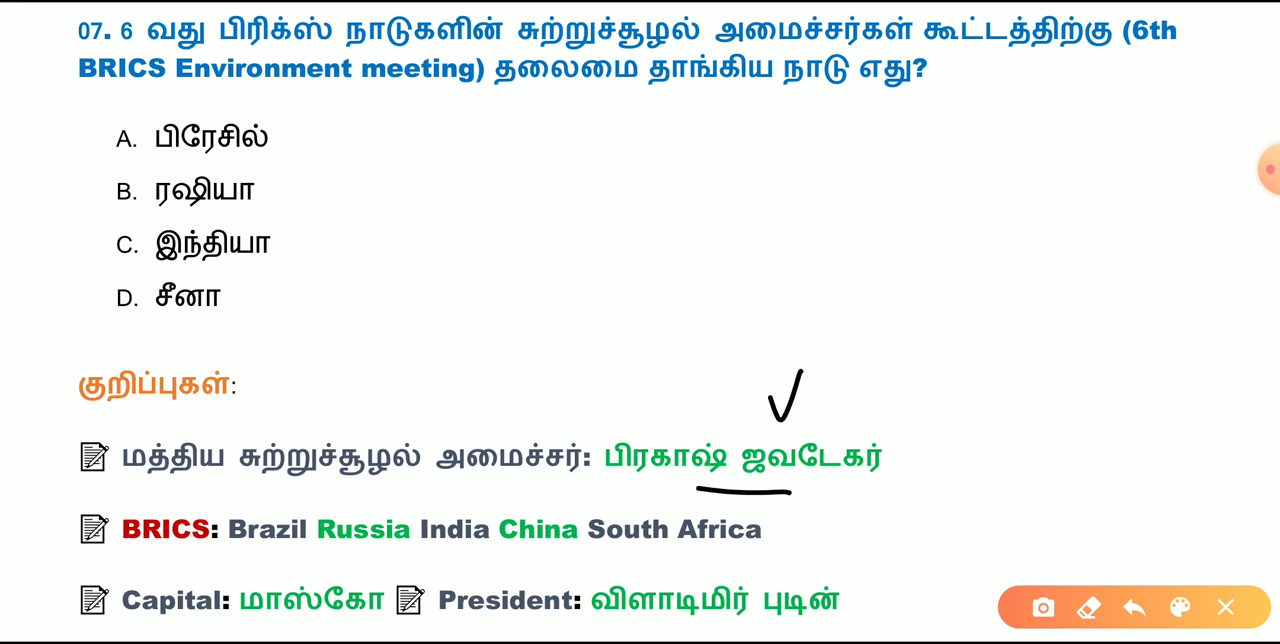 07. 6 வது பிரிக்ஸ் நாடுகளின் சுற்றுச்சூழல் அமைச்சர்கள் கூட்டத்திற்கு (6th
BRICS Environment meeting) தலைமை தாங்கிய நாடு எது?
A. பிரேசில்
B. ரஷியா
C. இந்தியா
D. சீனா
குறிப்புகள்:
மத்திய சுற்றுச்சூழல் அமைச்சர்: பிரகாஷ் ஜவடேகர்
BRICS: Brazil Russia India China South Africa
Capital: மாஸ்கோ President: விளாடிமிர் புடின்